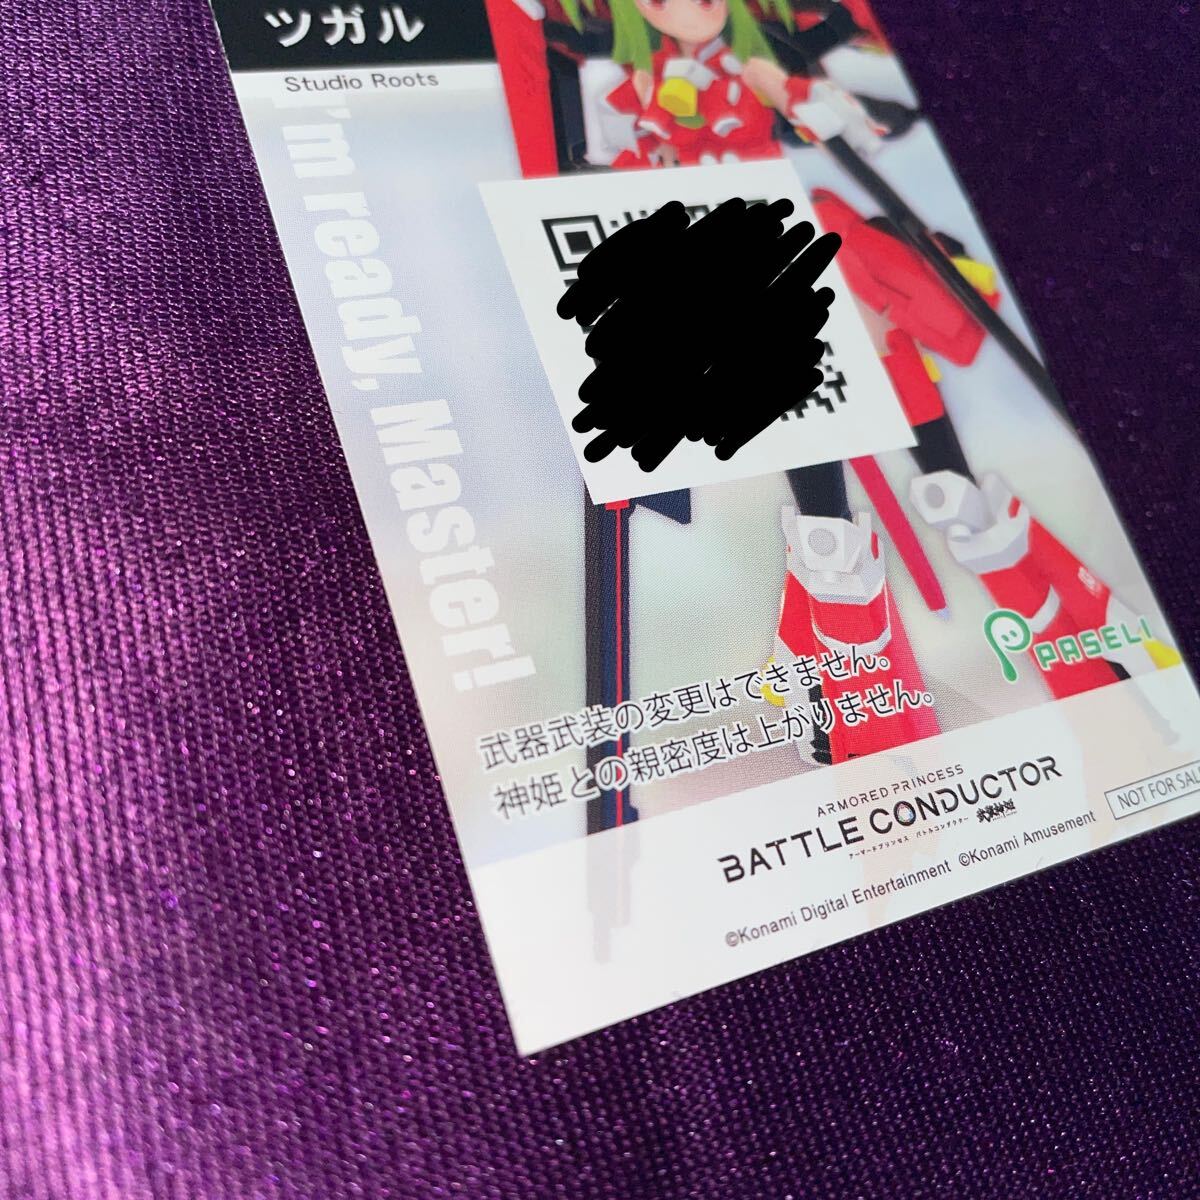 ツガル
Studio Roots
I'm ready, Master!
PASELI
武器武装の変更はできません。
神姫との親密度は上がりません。
ARMORED PRINCESS
BATTLE CONDUCTOR
アーマードプリンセス バトルコンダクター
武装神姫
NOT FOR SALE
©Konami Digital Entertainment ©Konami Amusement